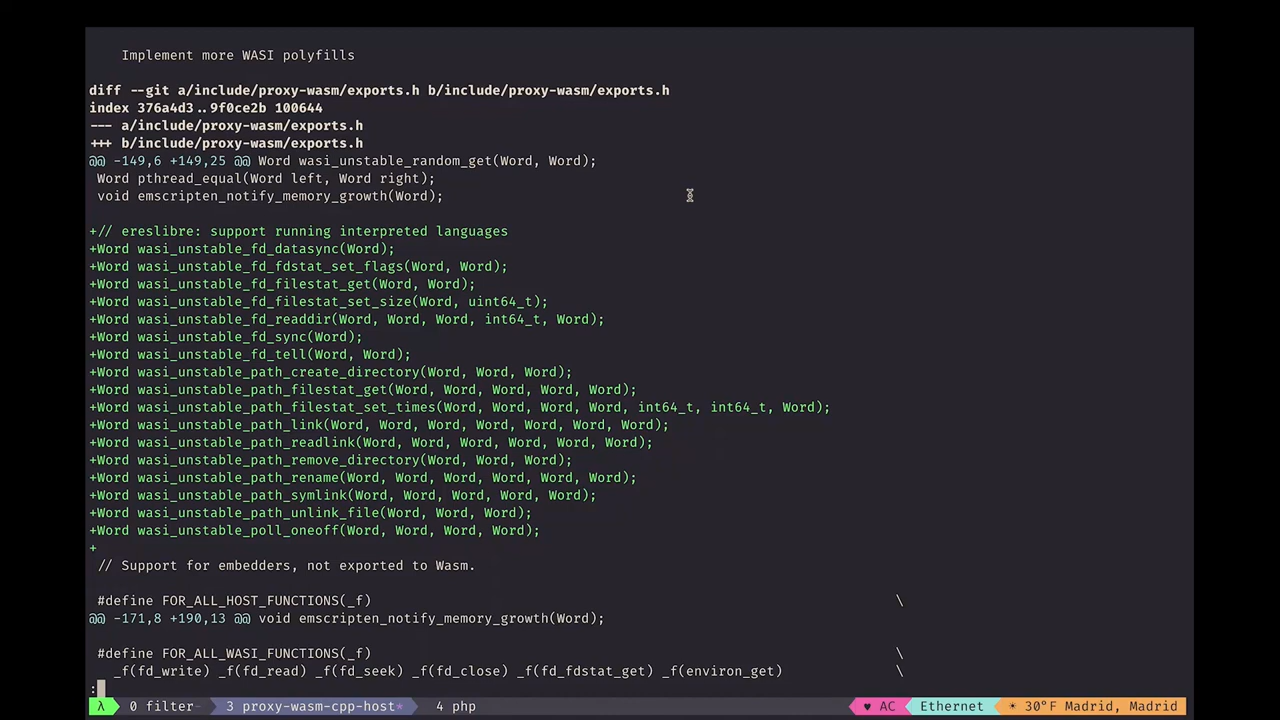 Implement more WASI polyfills
diff --git a/include/proxy-wasm/exports.h b/include/proxy-wasm/exports.h
index 376a4d3..9f0ce2b 100644
--- a/include/proxy-wasm/exports.h
+++ b/include/proxy-wasm/exports.h
@@ -149,6 +149,25 @@ Word wasi_unstable_random_get(Word, Word);
 Word pthread_equal(Word left, Word right);
 void emscripten_notify_memory_growth(Word);
+// ereslibre: support running interpreted languages
+Word wasi_unstable_fd_datasync(Word);
+Word wasi_unstable_fd_fdstat_set_flags(Word, Word);
+Word wasi_unstable_fd_filestat_get(Word, Word);
+Word wasi_unstable_fd_filestat_set_size(Word, uint64_t);
+Word wasi_unstable_fd_readdir(Word, Word, Word, int64_t, Word);
+Word wasi_unstable_fd_sync(Word);
+Word wasi_unstable_fd_tell(Word, Word);
+Word wasi_unstable_path_create_directory(Word, Word, Word);
+Word wasi_unstable_path_filestat_get(Word, Word, Word, Word, Word);
+Word wasi_unstable_path_filestat_set_times(Word, Word, Word, Word, int64_t, int64_t, Word);
+Word wasi_unstable_path_link(Word, Word, Word, Word, Word, Word, Word);
+Word wasi_unstable_path_readlink(Word, Word, Word, Word, Word, Word);
+Word wasi_unstable_path_remove_directory(Word, Word, Word);
+Word wasi_unstable_path_rename(Word, Word, Word, Word, Word, Word);
+Word wasi_unstable_path_symlink(Word, Word, Word, Word, Word);
+Word wasi_unstable_path_unlink_file(Word, Word, Word);
+Word wasi_unstable_poll_oneoff(Word, Word, Word, Word);
+
 // Support for embedders, not exported to Wasm.
 #define FOR_ALL_HOST_FUNCTIONS(_f) \
@@ -171,8 +190,13 @@ void emscripten_notify_memory_growth(Word);
 #define FOR_ALL_WASI_FUNCTIONS(_f) \
   _f(fd_write) _f(fd_read) _f(fd_seek) _f(fd_close) _f(fd_fdstat_get) _f(environ_get) \
:
λ 0 filter- 3 proxy-wasm-cpp-host* 4 php ♥ AC Ethernet ☀ 30°F Madrid, Madrid